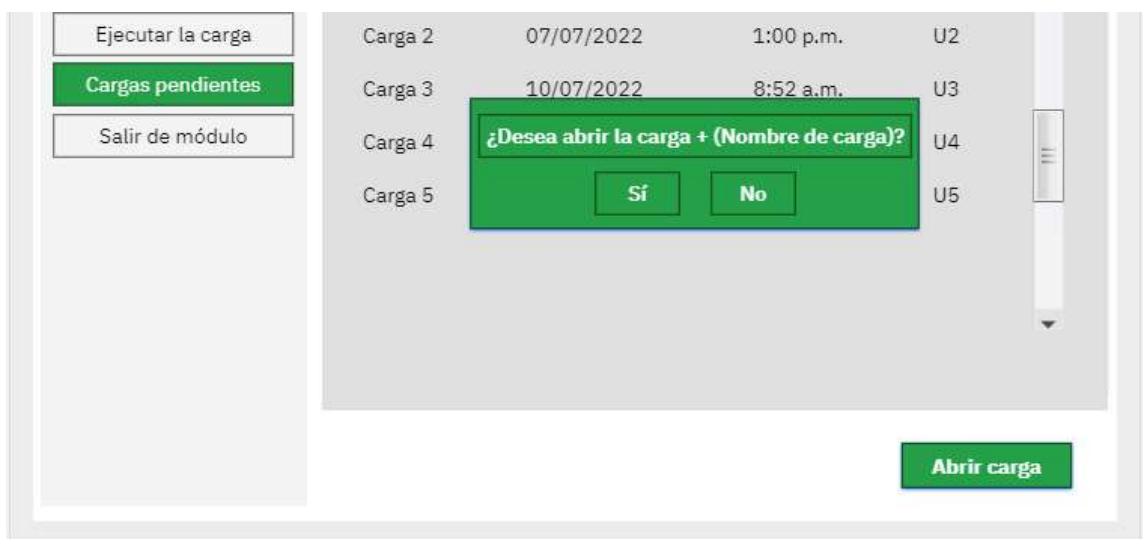 Ejecutar la carga
Cargas pendientes
Salir de módulo
Carga 2 07/07/2022 1:00 p.m. U2
Carga 3 10/07/2022 8:52 a.m. U3
Carga 4 U4
Carga 5 U5
¿Desea abrir la carga + (Nombre de carga)?
Sí No
Abrir carga